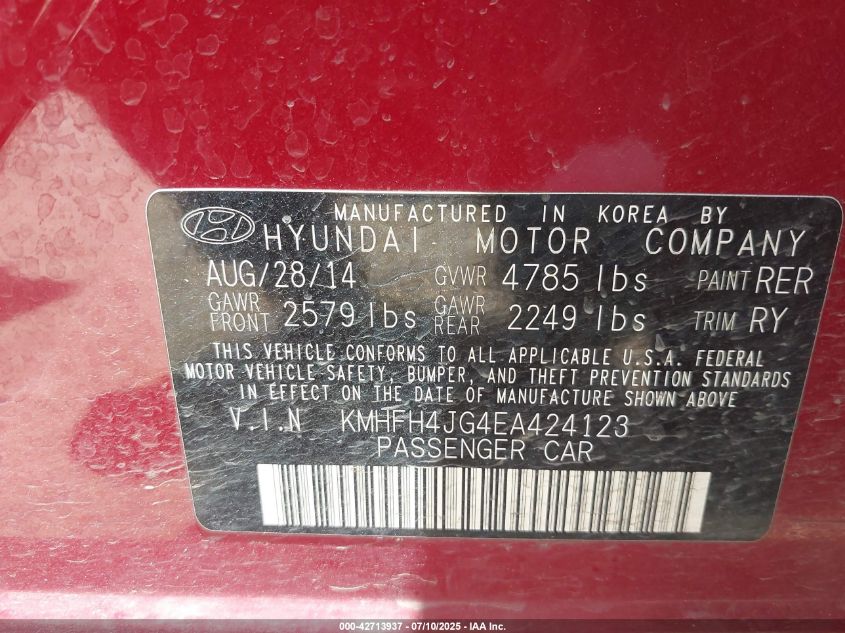 MANUFACTURED IN KOREA BY
HYUNDAI MOTOR COMPANY
AUG/28/14 GVWR 4785 lbs PAINT RER
GAWR FRONT 2579 lbs GAWR REAR 2249 lbs TRIM RY
THIS VEHICLE CONFORMS TO ALL APPLICABLE U.S.A. FEDERAL
MOTOR VEHICLE SAFETY, BUMPER, AND THEFT PREVENTION STANDARDS
IN EFFECT ON THE DATE OF MANUFACTURE SHOWN ABOVE
V.I.N KMHFH4JG4EA424123
PASSENGER CAR
000-42713937 - 07/10/2025 - IAA Inc.